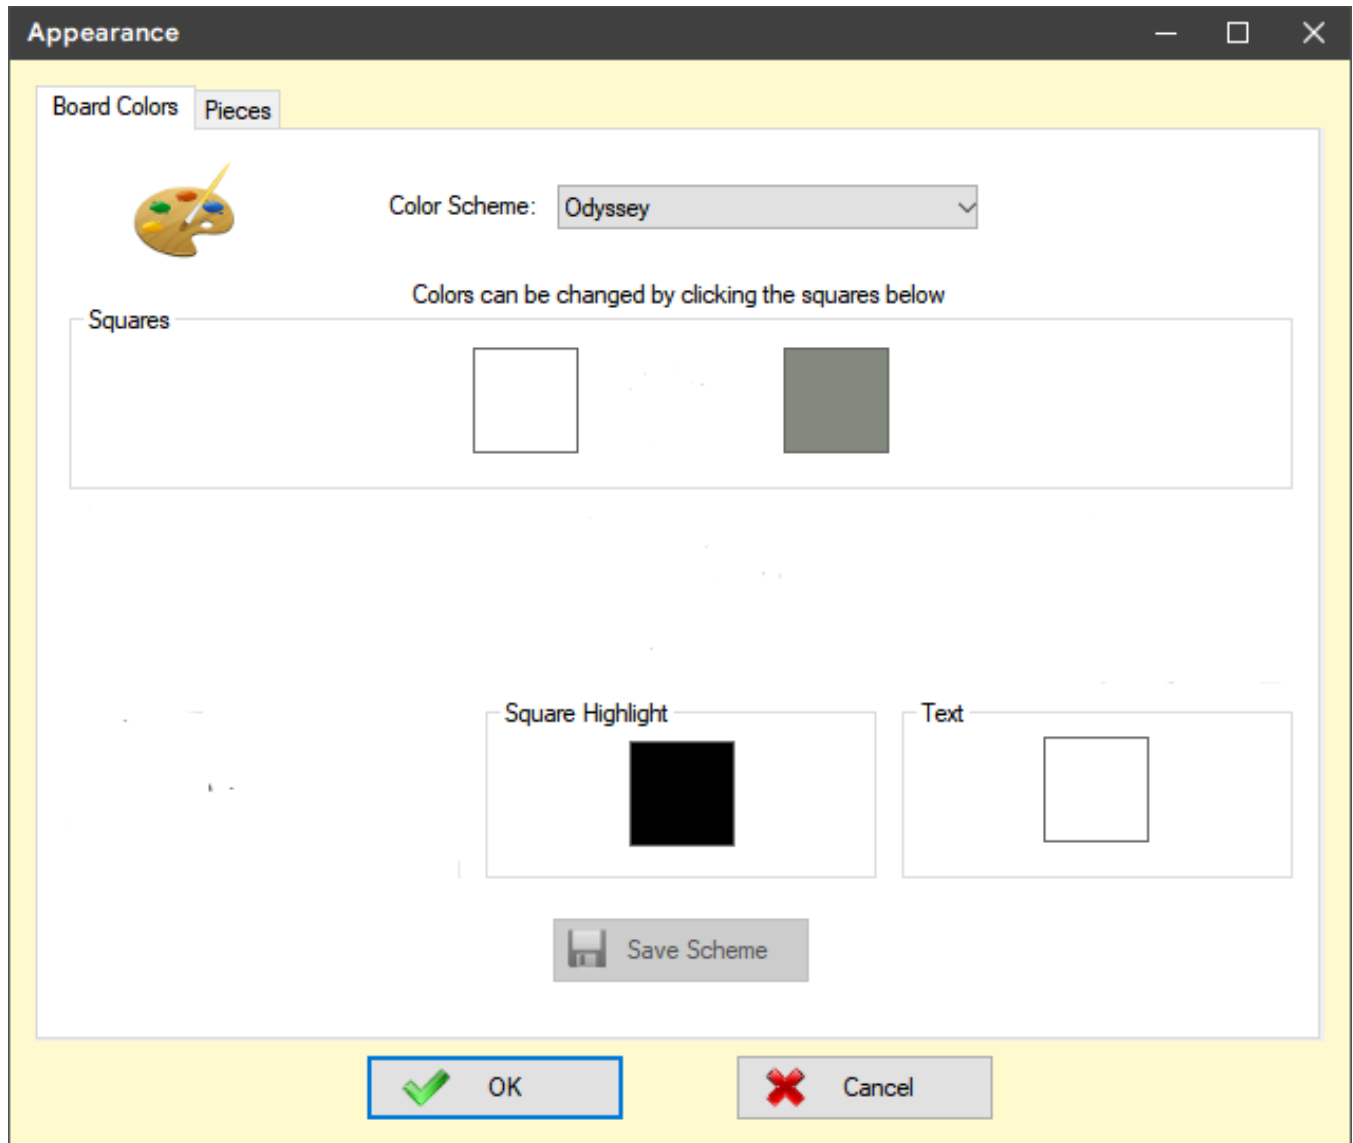 Appearance
Board Colors
Pieces
Color Scheme:
Odyssey
Colors can be changed by clicking the squares below
Squares
Square Highlight
Text
Save Scheme
OK
Cancel